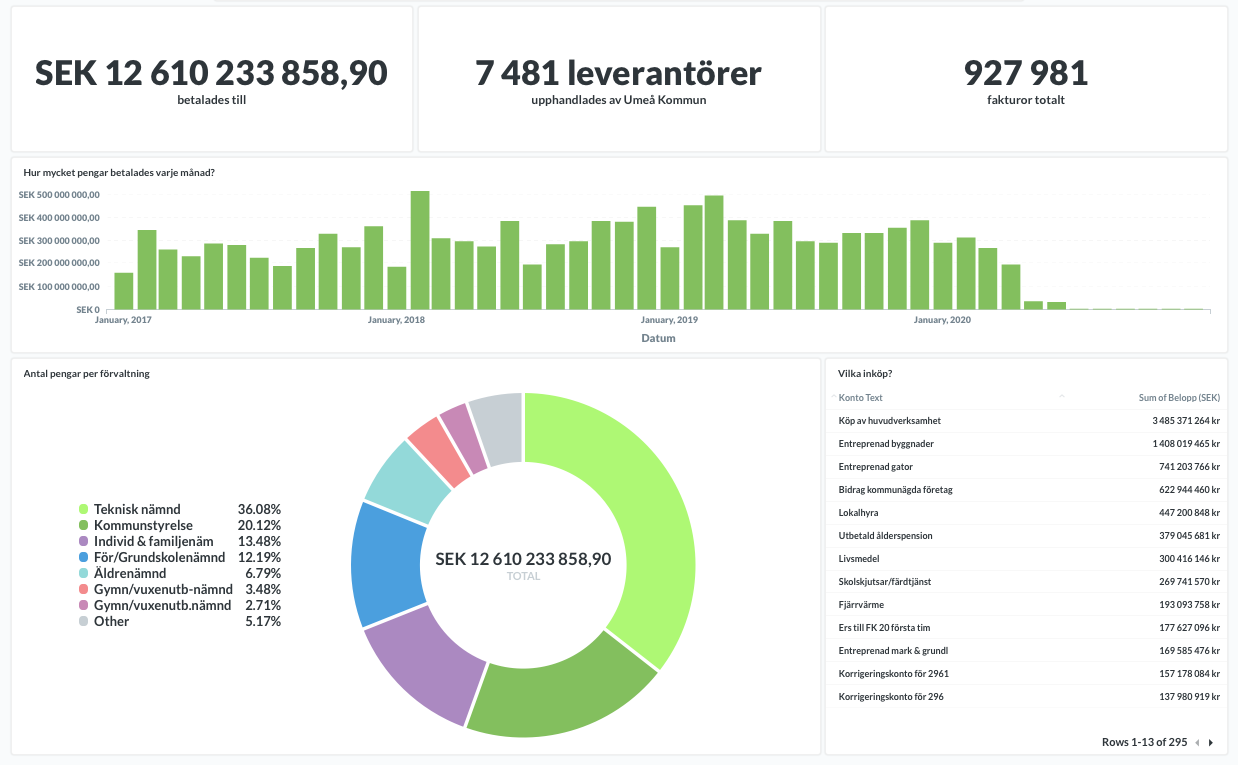 SEK 12 610 233 858,90
betalades till
7 481 leverantörer
upphandlades av Umeå Kommun
927 981
fakturor totalt
Hur mycket pengar betalades varje månad?
SEK 500 000 000,00
SEK 400 000 000,00
SEK 300 000 000,00
SEK 200 000 000,00
SEK 100 000 000,00
SEK 0
January, 2017
January, 2018
January, 2019
January, 2020
Datum
Antal pengar per förvaltning
Teknisk nämnd 36.08%
Kommunstyrelse 20.12%
Individ & familjenäm 13.48%
För/Grundskolenämnd 12.19%
Äldrenämnd 6.79%
Gymn/vuxenutb-nämnd 3.48%
Gymn/vuxenutb.nämnd 2.71%
Other 5.17%
SEK 12 610 233 858,90
TOTAL
Vilka inköp?
Konto Text Sum of Belopp (SEK)
Köp av huvudverksamhet 3 485 371 264 kr
Entreprenad byggnader 1 408 019 465 kr
Entreprenad gator 741 203 766 kr
Bidrag kommunägda företag 622 944 460 kr
Lokalhyra 447 200 848 kr
Utbetald ålderspension 379 045 681 kr
Livsmedel 300 416 146 kr
Skolskjutsar/färdtjänst 269 741 570 kr
Fjärrvärme 193 093 758 kr
Ers till FK 20 första tim 177 627 096 kr
Entreprenad mark & grundl 169 585 476 kr
Korrigeringskonto för 2961 157 178 084 kr
Korrigeringskonto för 296 137 980 919 kr
Rows 1-13 of 295